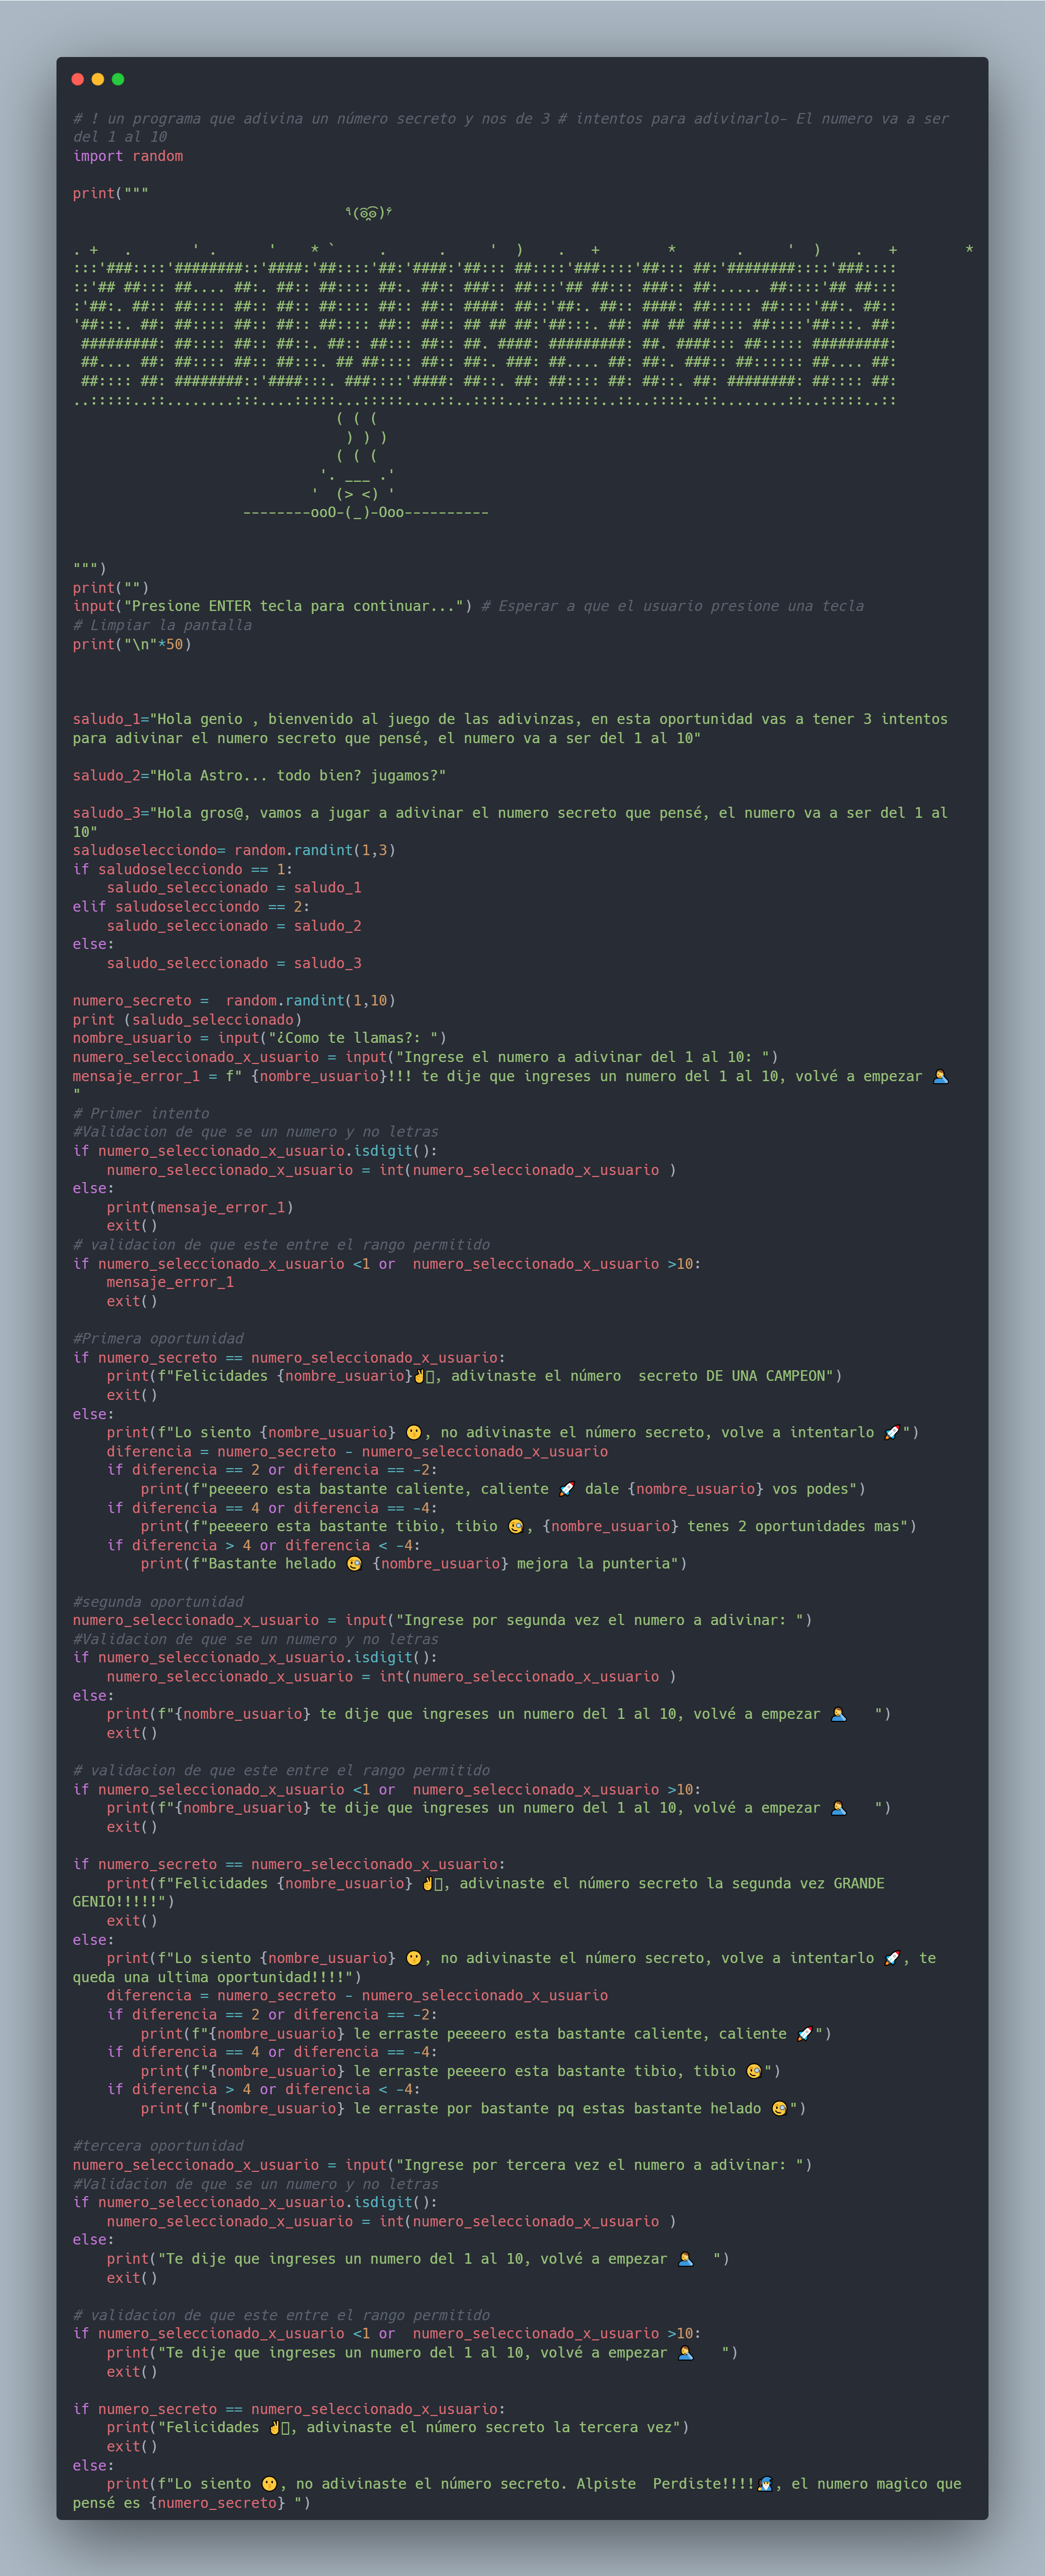 # ! un programa que adivina un número secreto y nos de 3 # intentos para adivinarlo- El numero va a ser
del 1 al 10
import random
print("""
٩(ʘ̯ʘ)۶
. +   .       ' .      '    * `     .      .     '  )    .   +        *       .     '  )    .   +        *
:::'###::::'########::'####:'##::::'##:'####:'##::: ##::::'###::::'##::: ##:'########::::'###::::
::'## ##::: ##.... ##:. ##:: ##:::: ##:. ##:: ###:: ##:::'## ##::: ###:: ##:..... ##::::'## ##:::
:'##:. ##:: ##:::: ##:: ##:: ##:::: ##:: ##:: ####: ##::'##:. ##:: ####: ##::::: ##::::'##:. ##::
'##:::. ##: ##:::: ##:: ##:: ##:::: ##:: ##:: ## ## ##:'##:::. ##: ## ## ##:::: ##::::'##:::. ##:
 #########: ##:::: ##:: ##::. ##:: ##::: ##:: ##. ####: #########: ##. ####::: ##::::: #########:
 ##.... ##: ##:::: ##:: ##:::. ## ##:::: ##:: ##:. ###: ##.... ##: ##:. ###:: ##:::::: ##.... ##:
 ##:::: ##: ########::'####:::. ###::::'####: ##::. ##: ##:::: ##: ##::. ##: ########: ##:::: ##:
..:::::..::........:::....:::::...:::::....::..::::..::..:::::..::..::::..::........::..:::::..::
( ( (
) ) )
( ( (
'. ___ .'
'  (> <) '
--------ooO-(_)-Ooo----------
""")
print("")
input("Presione ENTER tecla para continuar...") # Esperar a que el usuario presione una tecla
# Limpiar la pantalla
print("\n"*50)
saludo_1="Hola genio , bienvenido al juego de las adivinzas, en esta oportunidad vas a tener 3 intentos
para adivinar el numero secreto que pensé, el numero va a ser del 1 al 10"
saludo_2="Hola Astro... todo bien? jugamos?"
saludo_3="Hola gros@, vamos a jugar a adivinar el numero secreto que pensé, el numero va a ser del 1 al
10"
saludoselecciondo= random.randint(1,3)
if saludoselecciondo == 1:
    saludo_seleccionado = saludo_1
elif saludoselecciondo == 2:
    saludo_seleccionado = saludo_2
else:
    saludo_seleccionado = saludo_3
numero_secreto =  random.randint(1,10)
print (saludo_seleccionado)
nombre_usuario = input("¿Como te llamas?: ")
numero_seleccionado_x_usuario = input("Ingrese el numero a adivinar del 1 al 10: ")
mensaje_error_1 = f" {nombre_usuario}!!! te dije que ingreses un numero del 1 al 10, volvé a empezar 🤦‍♂️
"
# Primer intento
#Validacion de que se un numero y no letras
if numero_seleccionado_x_usuario.isdigit():
    numero_seleccionado_x_usuario = int(numero_seleccionado_x_usuario )
else:
    print(mensaje_error_1)
    exit()
# validacion de que este entre el rango permitido
if numero_seleccionado_x_usuario <1 or  numero_seleccionado_x_usuario >10:
    mensaje_error_1
    exit()
#Primera oportunidad
if numero_secreto == numero_seleccionado_x_usuario:
    print(f"Felicidades {nombre_usuario}✌️, adivinaste el número  secreto DE UNA CAMPEON")
    exit()
else:
    print(f"Lo siento {nombre_usuario} 😶, no adivinaste el número secreto, volve a intentarlo 🚀")
    diferencia = numero_secreto - numero_seleccionado_x_usuario
    if diferencia == 2 or diferencia == -2:
        print(f"peeeero esta bastante caliente, caliente 🚀 dale {nombre_usuario} vos podes")
    if diferencia == 4 or diferencia == -4:
        print(f"peeeero esta bastante tibio, tibio 🧐, {nombre_usuario} tenes 2 oportunidades mas")
    if diferencia > 4 or diferencia < -4:
        print(f"Bastante helado 🧐 {nombre_usuario} mejora la punteria")
#segunda oportunidad
numero_seleccionado_x_usuario = input("Ingrese por segunda vez el numero a adivinar: ")
#Validacion de que se un numero y no letras
if numero_seleccionado_x_usuario.isdigit():
    numero_seleccionado_x_usuario = int(numero_seleccionado_x_usuario )
else:
    print(f"{nombre_usuario} te dije que ingreses un numero del 1 al 10, volvé a empezar 🤦‍♂️   ")
    exit()
# validacion de que este entre el rango permitido
if numero_seleccionado_x_usuario <1 or  numero_seleccionado_x_usuario >10:
    print(f"{nombre_usuario} te dije que ingreses un numero del 1 al 10, volvé a empezar 🤦‍♂️   ")
    exit()
if numero_secreto == numero_seleccionado_x_usuario:
    print(f"Felicidades {nombre_usuario} ✌️, adivinaste el número secreto la segunda vez GRANDE
GENIO!!!!!")
    exit()
else:
    print(f"Lo siento {nombre_usuario} 😶, no adivinaste el número secreto, volve a intentarlo 🚀, te
queda una ultima oportunidad!!!!")
    diferencia = numero_secreto - numero_seleccionado_x_usuario
    if diferencia == 2 or diferencia == -2:
        print(f"{nombre_usuario} le erraste peeeero esta bastante caliente, caliente 🚀")
    if diferencia == 4 or diferencia == -4:
        print(f"{nombre_usuario} le erraste peeeero esta bastante tibio, tibio 🧐")
    if diferencia > 4 or diferencia < -4:
        print(f"{nombre_usuario} le erraste por bastante pq estas bastante helado 🧐")
#tercera oportunidad
numero_seleccionado_x_usuario = input("Ingrese por tercera vez el numero a adivinar: ")
#Validacion de que se un numero y no letras
if numero_seleccionado_x_usuario.isdigit():
    numero_seleccionado_x_usuario = int(numero_seleccionado_x_usuario )
else:
    print("Te dije que ingreses un numero del 1 al 10, volvé a empezar 🤦‍♂️  ")
    exit()
# validacion de que este entre el rango permitido
if numero_seleccionado_x_usuario <1 or  numero_seleccionado_x_usuario >10:
    print("Te dije que ingreses un numero del 1 al 10, volvé a empezar 🤦‍♂️   ")
    exit()
if numero_secreto == numero_seleccionado_x_usuario:
    print("Felicidades ✌️, adivinaste el número secreto la tercera vez")
    exit()
else:
    print(f"Lo siento 😶, no adivinaste el número secreto. Alpiste  Perdiste!!!!🧙‍♂️, el numero magico que
pensé es {numero_secreto} ")